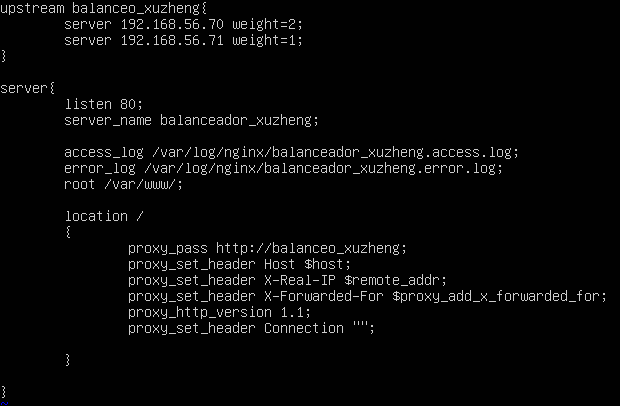 upstream balanceo_xuzheng{
server 192.168.56.70 weight=2;
server 192.168.56.71 weight=1;
}
server{
listen 80;
server_name balanceador_xuzheng;
access_log /var/log/nginx/balanceador_xuzheng.access.log;
error_log /var/log/nginx/balanceador_xuzheng.error.log;
root /var/www/;
location /
{
proxy_pass http://balanceo_xuzheng;
proxy_set_header Host $host;
proxy_set_header X-Real-IP $remote_addr;
proxy_set_header X-Forwarded-For $proxy_add_x_forwarded_for;
proxy_http_version 1.1;
proxy_set_header Connection "";
}
}